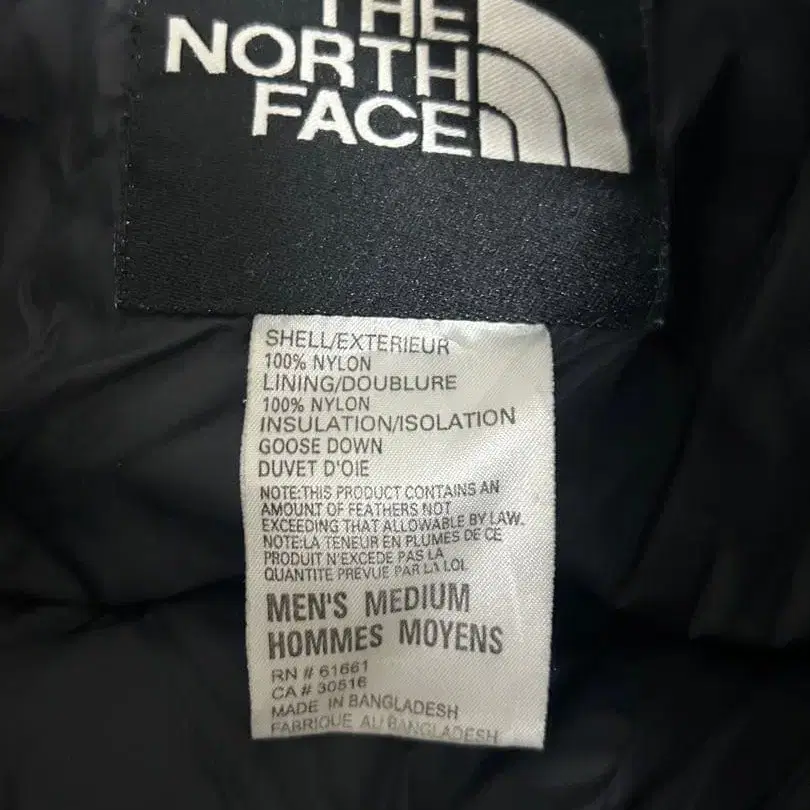 THE
NORTH
FACE
SHELL/EXTERIEUR
100% NYLON
LINING/DOUBLURE
100% NYLON
INSULATION/ISOLATION
GOOSE DOWN
DUVET D'OIE
NOTE:THIS PRODUCT CONTAINS AN
AMOUNT OF FEATHERS NOT
EXCEEDING THAT ALLOWABLE BY LAW.
NOTE:LA TENEUR EN PLUMES DE CE
PRODUIT N'EXCEDE PAS LA
QUANTITE PREVUE PAR LA LOI.
MEN'S MEDIUM
HOMMES MOYENS
RN # 61661
CA # 30516
MADE IN BANGLADESH
FABRIQUE AU BANGLADESH